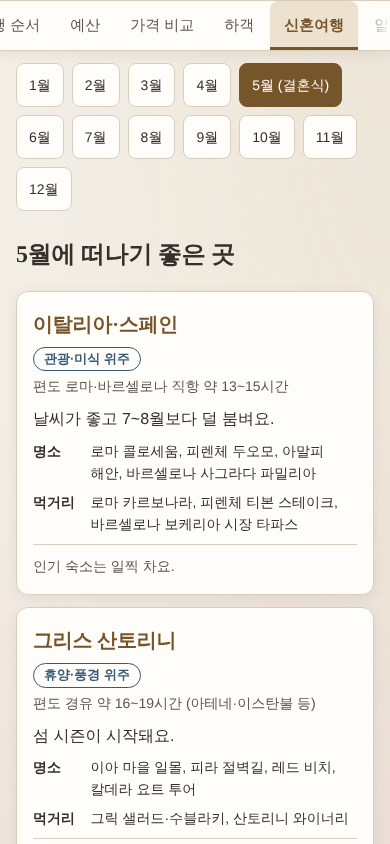 순서
예산
가격 비교
하객
신혼여행
1월
2월
3월
4월
5월 (결혼식)
6월
7월
8월
9월
10월
11월
12월
5월에 떠나기 좋은 곳
이탈리아·스페인
관광·미식 위주
편도 로마·바르셀로나 직항 약 13~15시간
날씨가 좋고 7~8월보다 덜 붐벼요.
명소 로마 콜로세움, 피렌체 두오모, 아말피
해안, 바르셀로나 사그라다 파밀리아
먹거리 로마 카르보나라, 피렌체 티본 스테이크,
바르셀로나 보케리아 시장 타파스
인기 숙소는 일찍 차요.
그리스 산토리니
휴양·풍경 위주
편도 경유 약 16~19시간 (아테네·이스탄불 등)
섬 시즌이 시작돼요.
명소 이아 마을 일몰, 피라 절벽길, 레드 비치,
칼데라 요트 투어
먹거리 그릭 샐러드·수블라키, 산토리니 와이너리